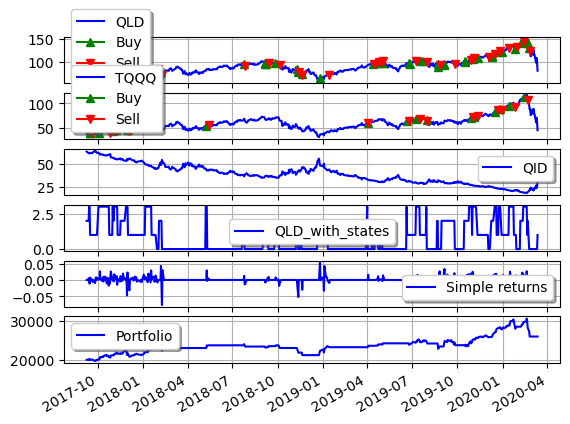 QLD
Buy
Sell
150
100
TQQQ
Buy
Sell
100
50
QID
50
25
QLD_with_states
2.5
0.0
Simple returns
0.05
0.00
−0.05
Portfolio
30000
20000
2017-10 2018-01 2018-04 2018-07 2018-10 2019-01 2019-04 2019-07 2019-10 2020-01 2020-04